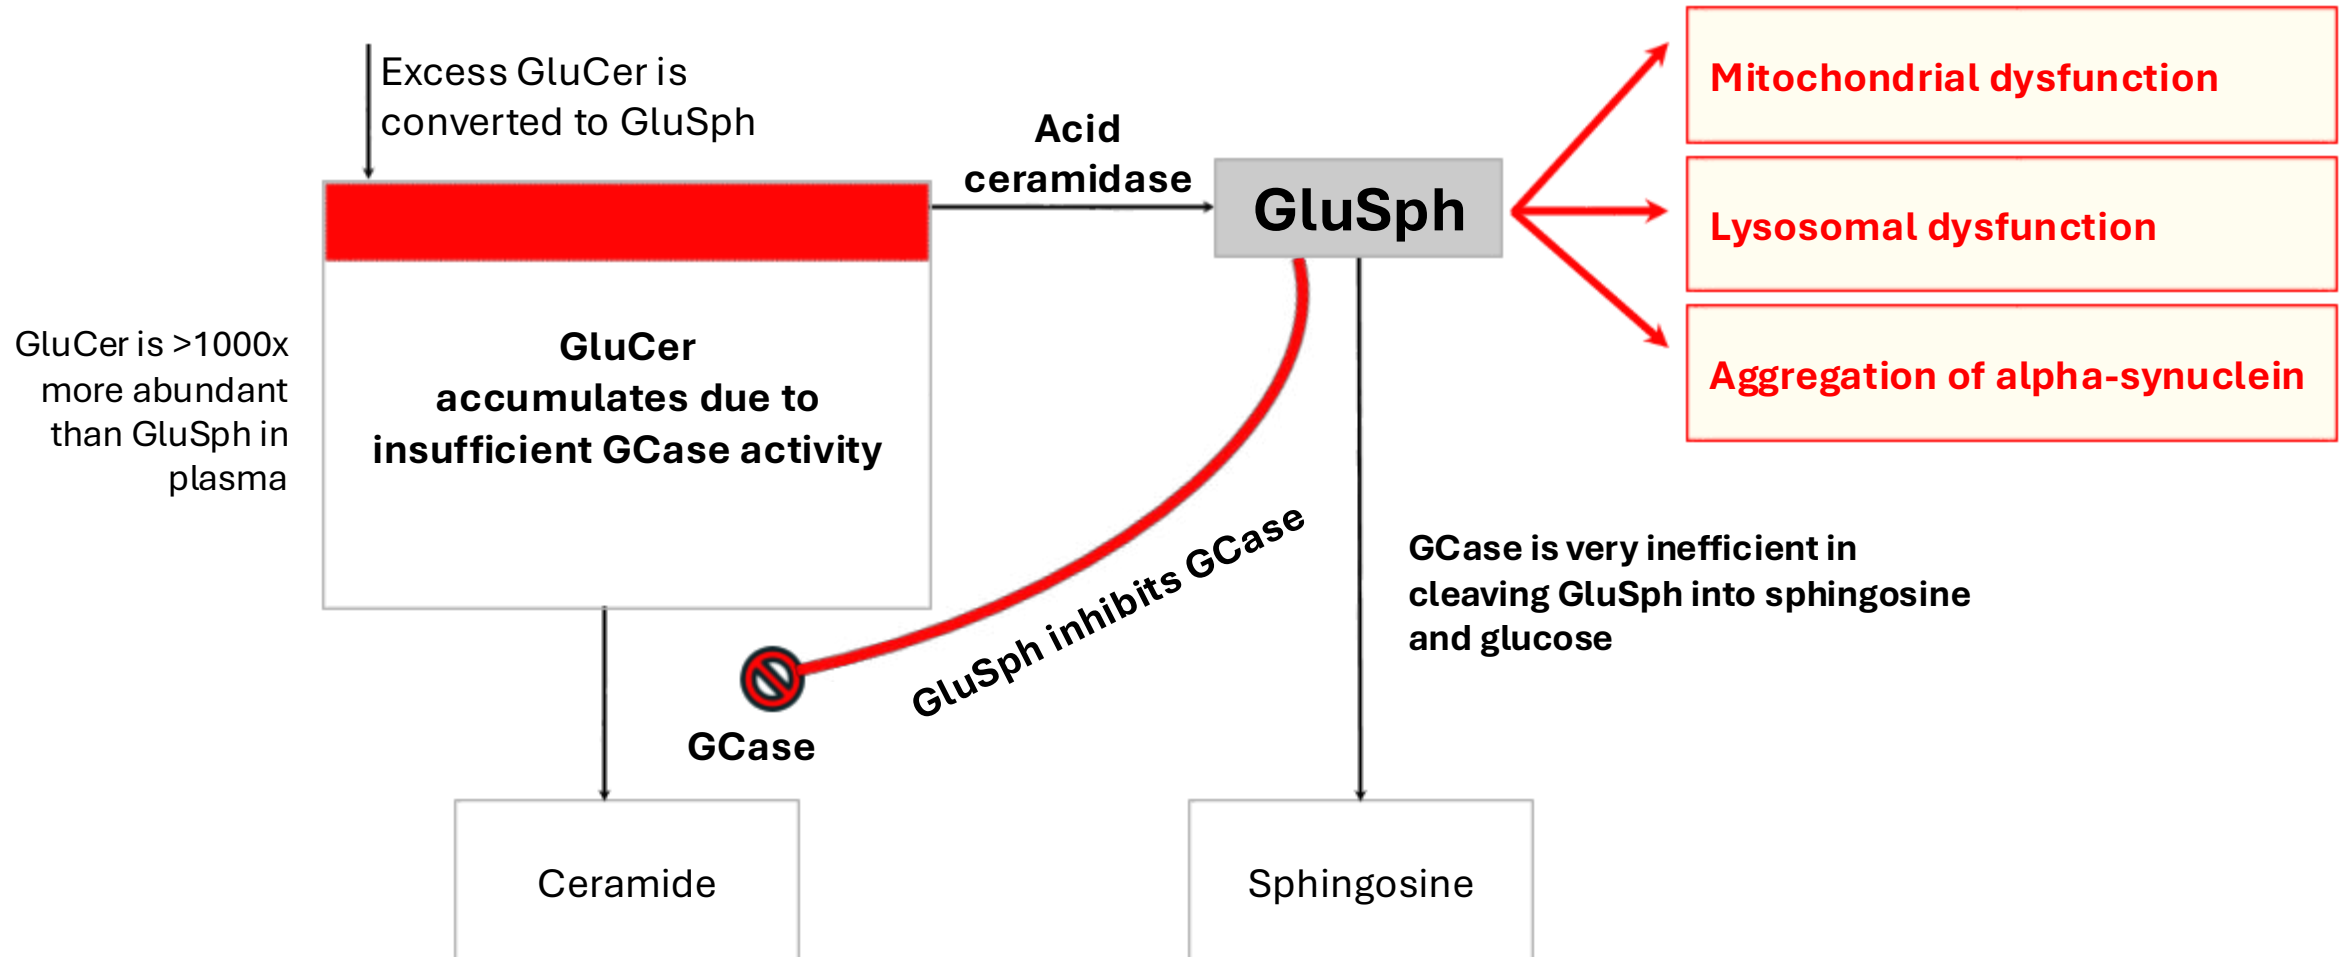 Excess GluCer is
converted to GluSph
Acid
ceramidase
GluSph
Mitochondrial dysfunction
Lysosomal dysfunction
Aggregation of alpha-synuclein
GluCer is >1000x
more abundant
than GluSph in
plasma
GluCer
accumulates due to
insufficient GCase activity
GluSph inhibits GCase
GCase is very inefficient in
cleaving GluSph into sphingosine
and glucose
GCase
Ceramide
Sphingosine